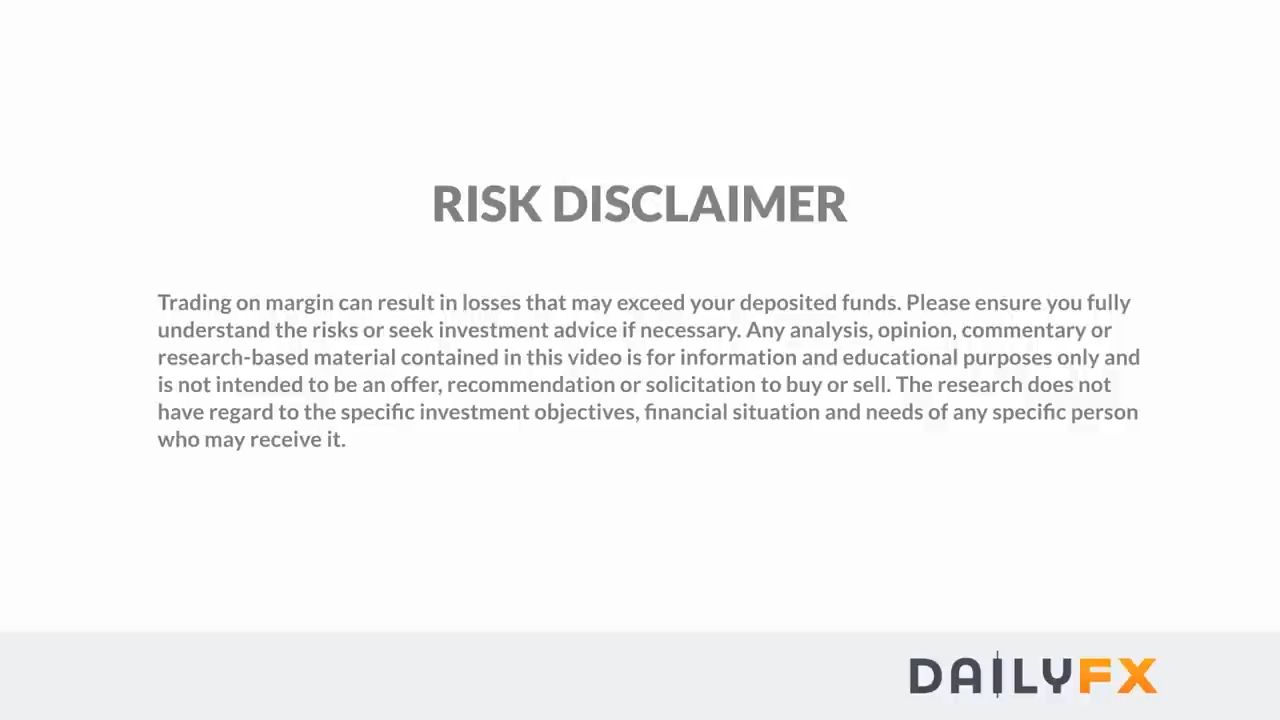 RISK DISCLAIMER
Trading on margin can result in losses that may exceed your deposited funds. Please ensure you fully
understand the risks or seek investment advice if necessary. Any analysis, opinion, commentary or
research-based material contained in this video is for information and educational purposes only and
is not intended to be an offer, recommendation or solicitation to buy or sell. The research does not
have regard to the specific investment objectives, financial situation and needs of any specific person
who may receive it.
DAILYFX